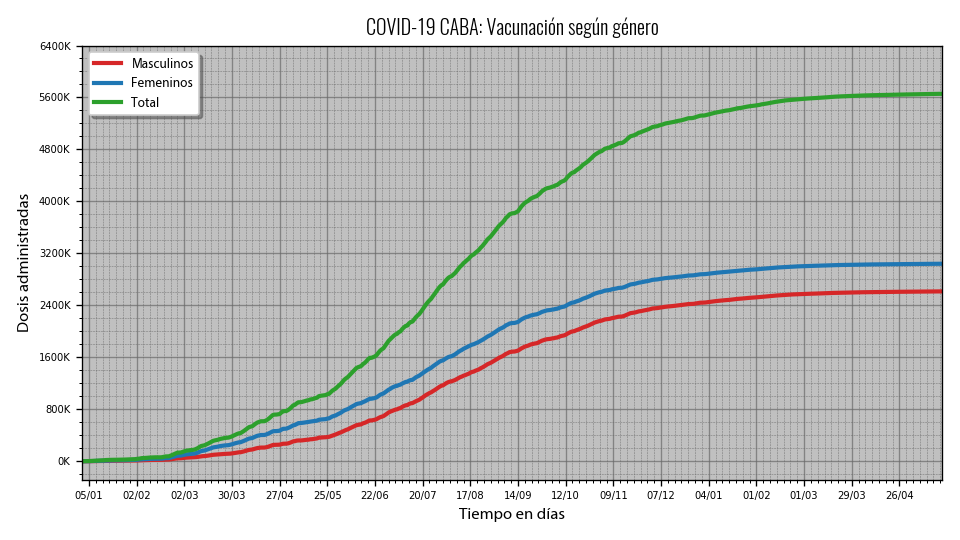 COVID-19 CABA: Vacunación según género
Masculinos
Femeninos
Total
Dosis administradas
6400K
5600K
4800K
4000K
3200K
2400K
1600K
800K
0K
05/01 02/02 02/03 30/03 27/04 25/05 22/06 20/07 17/08 14/09 12/10 09/11 07/12 04/01 01/02 01/03 29/03 26/04
Tiempo en días